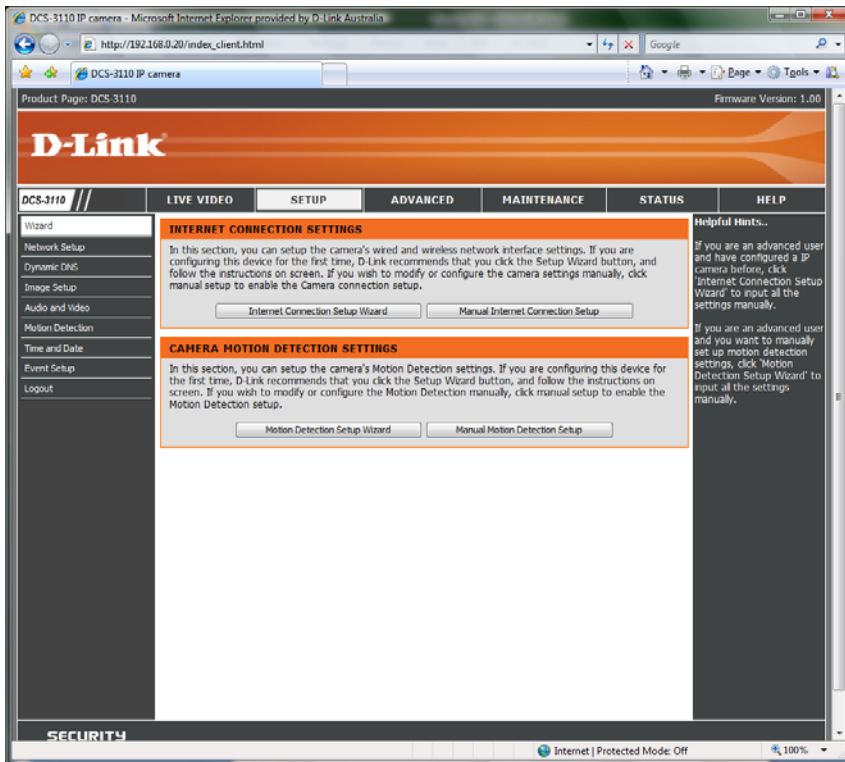 DCS-3110 IP camera - Microsoft Internet Explorer provided by D-Link Australia
http://192.168.0.20/index_client.html
Google
DCS-3110 IP camera
Page
Tools
Product Page: DCS-3110
Firmware Version: 1.00
D-Link
DCS-3110
LIVE VIDEO
SETUP
ADVANCED
MAINTENANCE
STATUS
HELP
Wizard
Network Setup
Dynamic DNS
Image Setup
Audio and Video
Motion Detection
Time and Date
Event Setup
Logout
INTERNET CONNECTION SETTINGS
In this section, you can setup the camera's wired and wireless network interface settings. If you are
configuring this device for the first time, D-Link recommends that you click the Setup Wizard button, and
follow the instructions on screen. If you wish to modify or configure the camera settings manually, click
manual setup to enable the Camera connection setup.
Internet Connection Setup Wizard
Manual Internet Connection Setup
CAMERA MOTION DETECTION SETTINGS
In this section, you can setup the camera's Motion Detection settings. If you are configuring this device for
the first time, D-Link recommends that you click the Setup Wizard button, and follow the instructions on
screen. If you wish to modify or configure the Motion Detection manually, click manual setup to enable the
Motion Detection setup.
Motion Detection Setup Wizard
Manual Motion Detection Setup
Helpful Hints..
If you are an advanced user
and have configured a IP
camera before, click
'Internet Connection Setup
Wizard' to input all the
settings manually.
If you are an advanced user
and you want to manually
set up motion detection
settings, click 'Motion
Detection Setup Wizard' to
input all the settings
manually.
SECURITY
Internet | Protected Mode: Off
100%